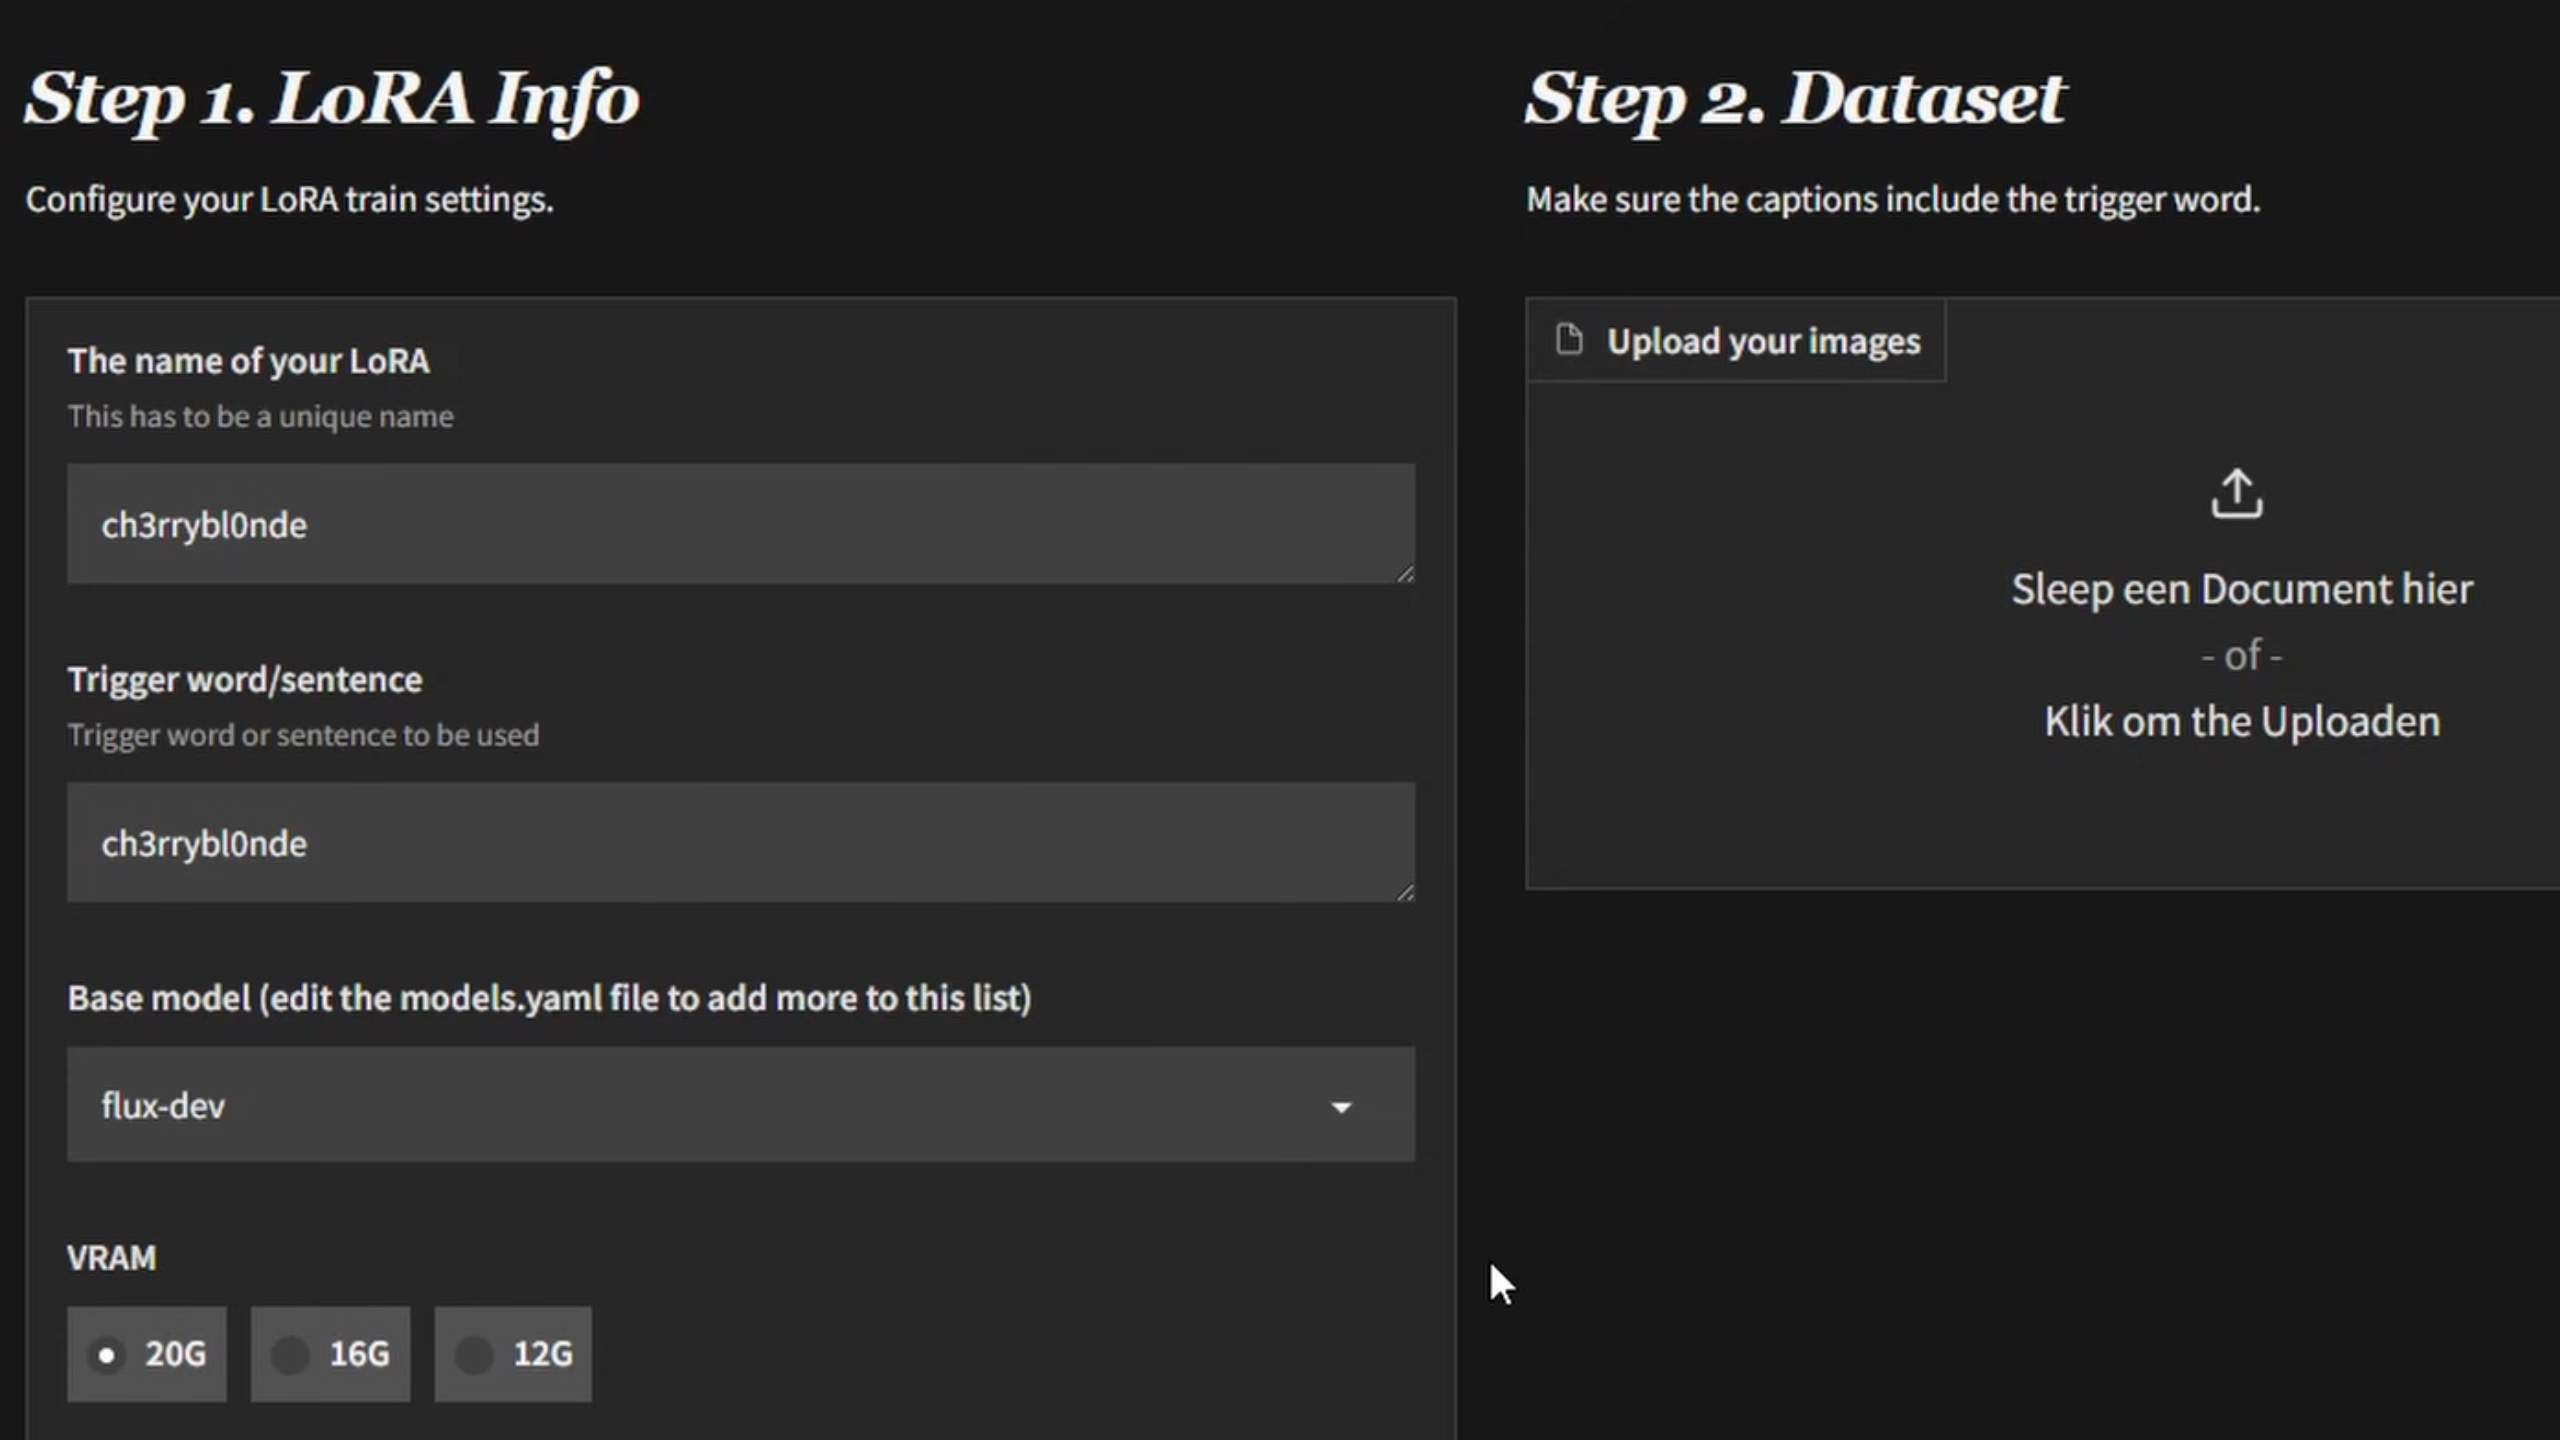 Step 1. LoRA Info
Configure your LoRA train settings.
The name of your LoRA
This has to be a unique name
ch3rrybl0nde
Trigger word/sentence
Trigger word or sentence to be used
ch3rrybl0nde
Base model (edit the models.yaml file to add more to this list)
flux-dev
VRAM
20G
16G
12G
Step 2. Dataset
Make sure the captions include the trigger word.
Upload your images
Sleep een Document hier
- of -
Klik om the Uploaden